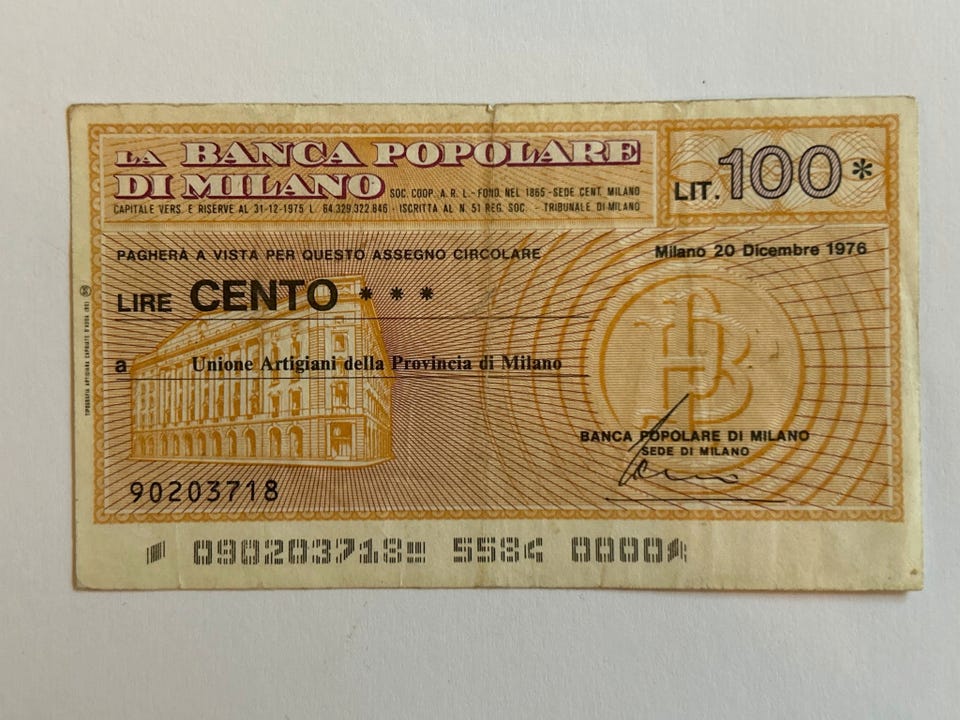 LA BANCA POPOLARE
DI MILANO
SOC. COOP. A R. L. - FOND. NEL 1865 - SEDE CENT. MILANO
CAPITALE VERS. E RISERVE AL 31-12-1975 L. 64.329.322.846 - ISCRITTA AL N. 51 REG. SOC. - TRIBUNALE DI MILANO
LIT. 100*
PAGHERÀ A VISTA PER QUESTO ASSEGNO CIRCOLARE
Milano 20 Dicembre 1976
LIRE CENTO ***
a Unione Artigiani della Provincia di Milano
BANCA POPOLARE DI MILANO
SEDE DI MILANO
90203718
090203718 558< 0000